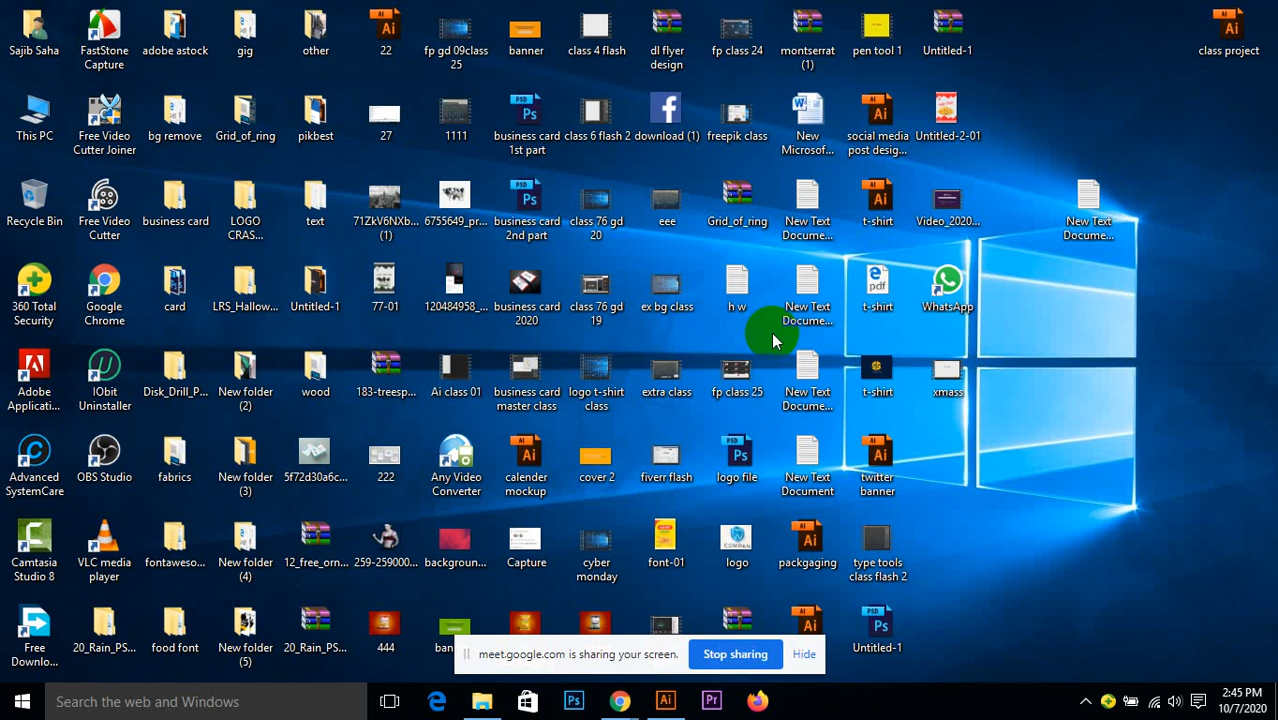 Sajib Saha
FastStone
Capture
adobe astock
gig
other
22
fp gd 09class
25
banner
class 4 flash
dl flyer
design
fp class 24
montserrat
(1)
pen tool 1
Untitled-1
class project
This PC
Free Video
Cutter Joiner
bg remove
Grid_of_ring
pikbest
27
1111
business card
1st part
class 6 flash 2
download (1)
freepik class
New
Microsof...
social media
post desig...
Untitled-2-01
Recycle Bin
Free Video
Cutter
business card
LOGO
CRAS...
text
71ZkV6NXb...
(1)
6755649_pr...
business card
2nd part
class 76 gd
20
eee
Grid_of_ring
New Text
Docume...
t-shirt
Video_2020...
New Text
Docume...
360 Total
Security
Google
Chrome
card
LRS_Hallow...
Untitled-1
77-01
120484958_...
business card
2020
class 76 gd
19
ex bg class
h w
New Text
Docume...
t-shirt
WhatsApp
Adobe
Applicati...
IObit
Uninstaller
Disk_Drill_P...
New folder
(2)
wood
183-treesp...
Ai class 01
business card
master class
logo t-shirt
class
extra class
fp class 25
New Text
Docume...
t-shirt
xmass
Advanced
SystemCare
OBS Studio
fabrics
New folder
(3)
5f72d30a6c...
222
Any Video
Converter
calender
mockup
cover 2
fiverr flash
logo file
New Text
Document
twitter
banner
Camtasia
Studio 8
VLC media
player
fontaweso...
New folder
(4)
12_free_orn...
259-259000...
backgroun...
Capture
cyber
monday
font-01
logo
packgaging
type tools
class flash 2
Free
Downlo...
20_Rain_PS...
food font
New folder
(5)
20_Rain_PS...
444
Untitled-1
meet.google.com is sharing your screen.
Stop sharing
Hide
Search the web and Windows
2:45 PM
10/7/2020